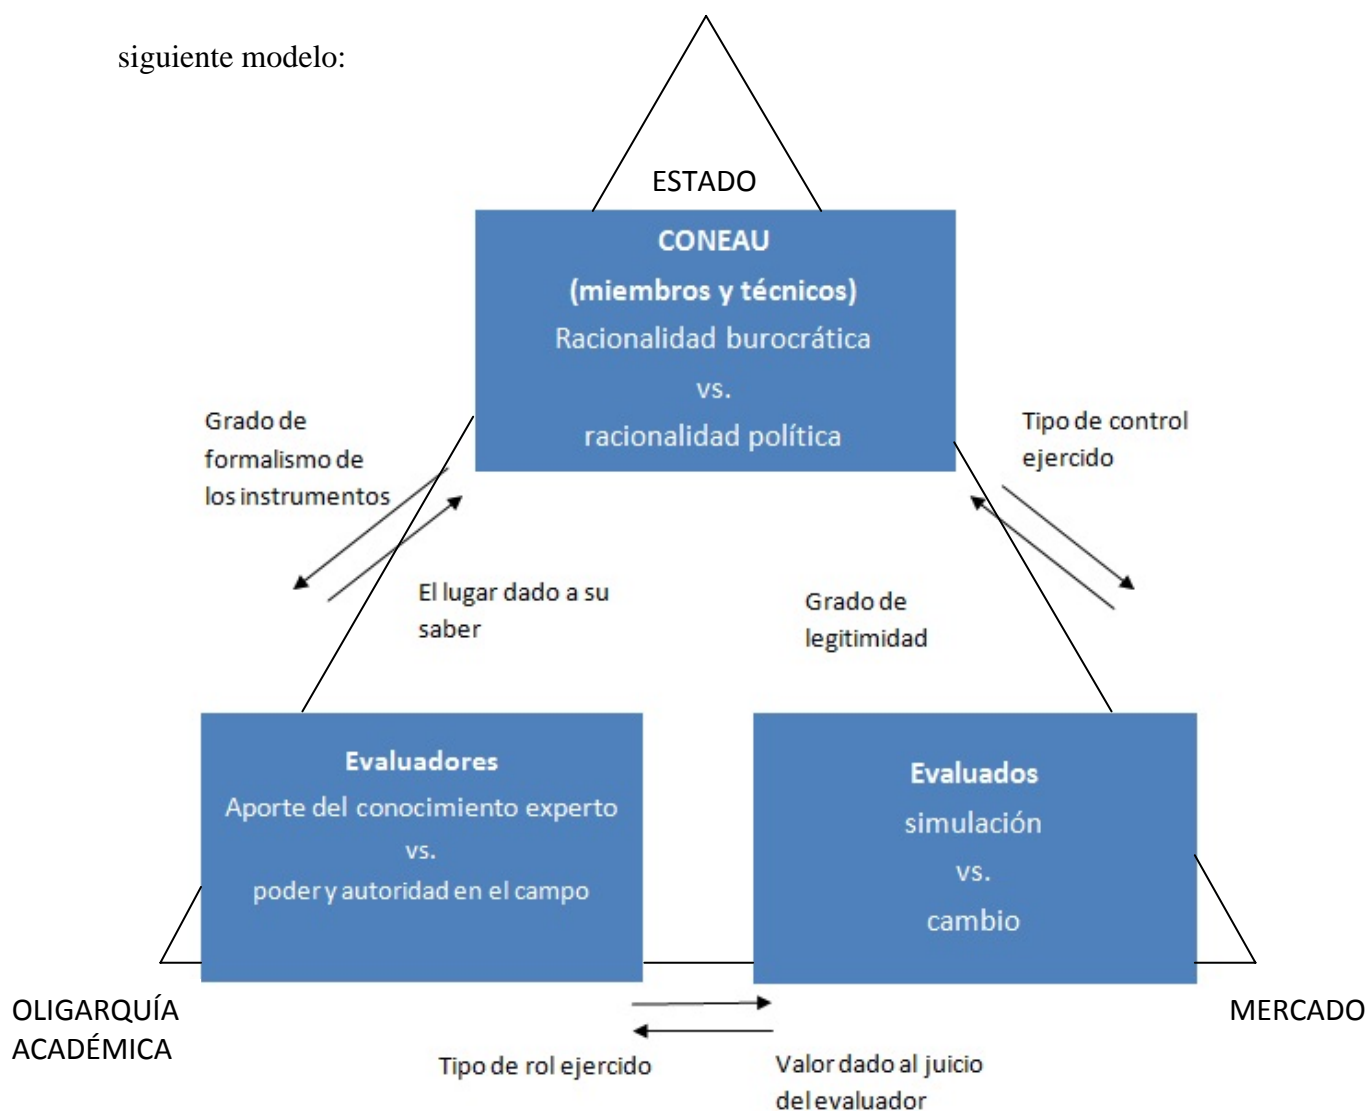 siguiente modelo:
ESTADO
CONEAU
(miembros y técnicos)
Racionalidad burocrática
vs.
racionalidad política
Grado de
formalismo de
los instrumentos
Tipo de control
ejercido
El lugar dado a su
saber
Grado de
legitimidad
Evaluadores
Aporte del conocimiento experto
vs.
poder y autoridad en el campo
Evaluados
simulación
vs.
cambio
OLIGARQUÍA
ACADÉMICA
MERCADO
Tipo de rol ejercido
Valor dado al juicio
del evaluador